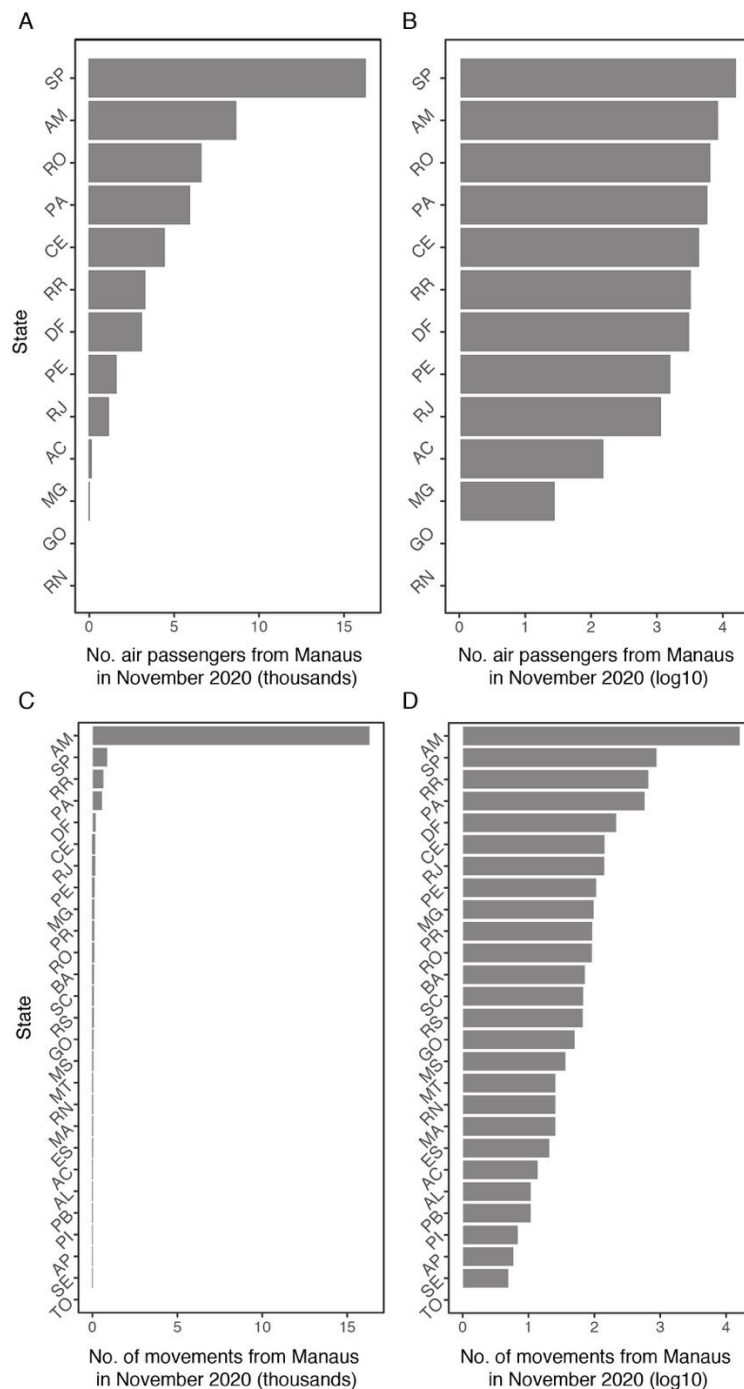 A
B
State
SP
AM
RO
PA
CE
RR
DF
PE
RJ
AC
MG
GO
RN
0 5 10 15
No. air passengers from Manaus
in November 2020 (thousands)
SP
AM
RO
PA
CE
RR
DF
PE
RJ
AC
MG
GO
RN
0 1 2 3 4
No. air passengers from Manaus
in November 2020 (log10)
C
D
State
AM
SP
RR
PA
DF
CE
RJ
PE
MG
PR
RO
BA
SC
RS
GO
MS
MT
RN
MA
ES
AC
AL
PB
PI
AP
SE
TO
0 5 10 15
No. of movements from Manaus
in November 2020 (thousands)
AM
SP
RR
PA
DF
CE
RJ
PE
MG
PR
RO
BA
SC
RS
GO
MS
MT
RN
MA
ES
AC
AL
PB
PI
AP
SE
TO
0 1 2 3 4
No. of movements from Manaus
in November 2020 (log10)